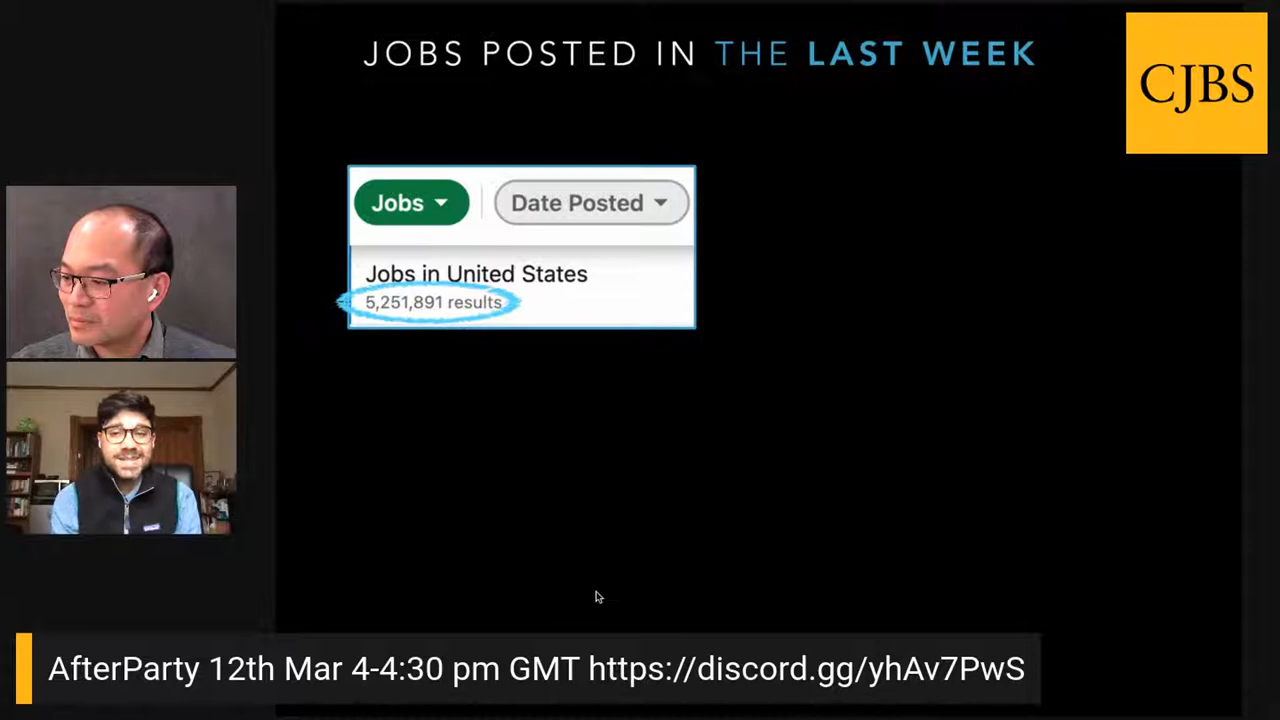 JOBS POSTED IN THE LAST WEEK
CJBS
Jobs
Date Posted
Jobs in United States
5,251,891 results
AfterParty 12th Mar 4-4:30 pm GMT https://discord.gg/yhAv7PwS